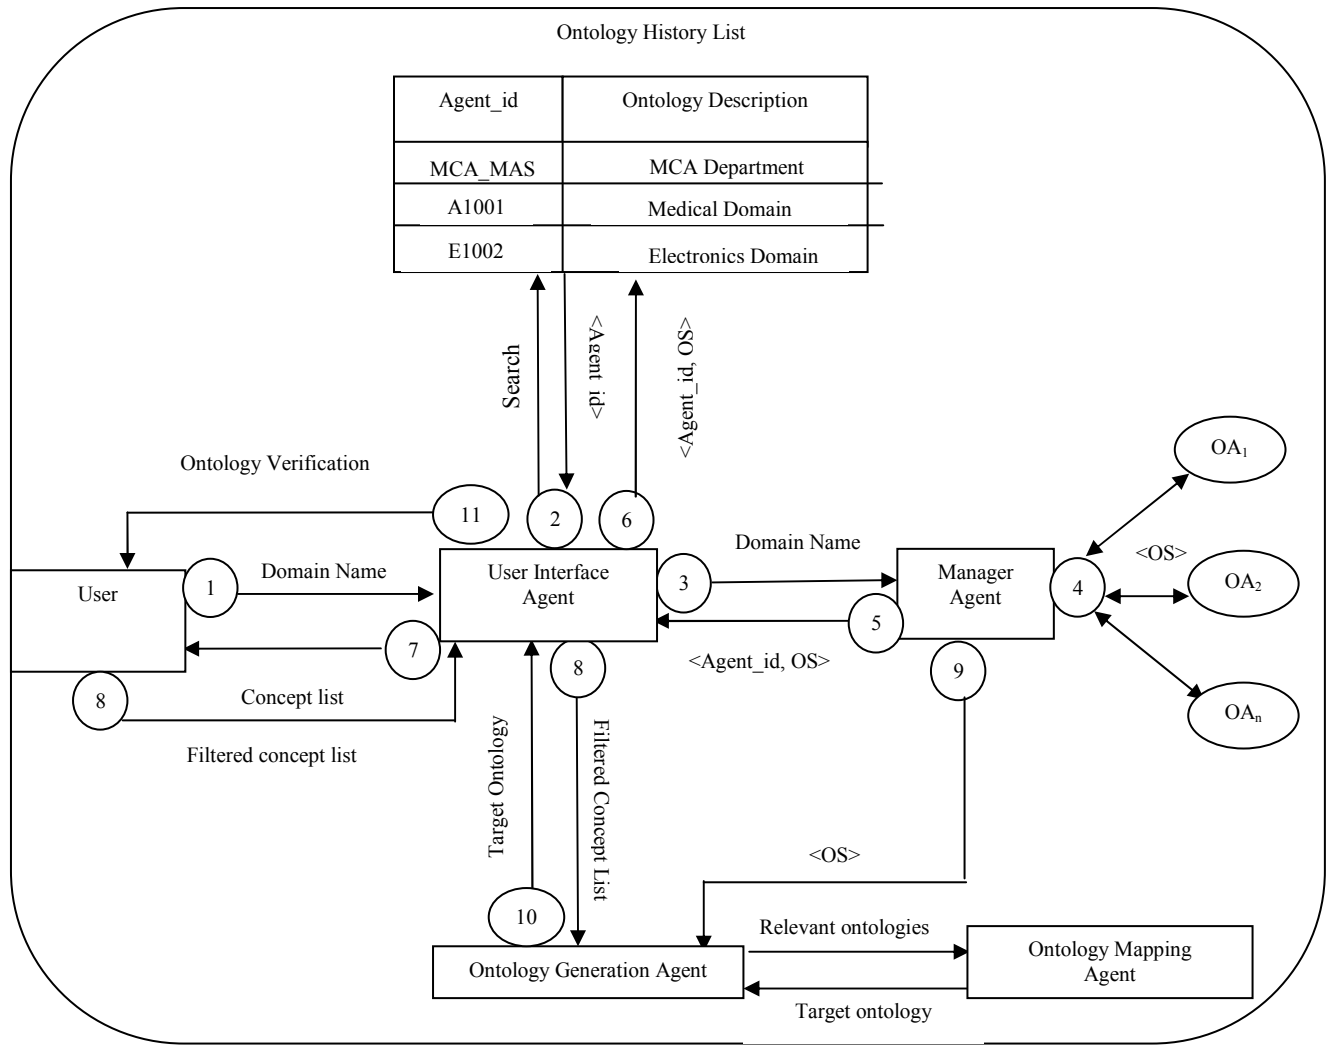 Ontology History List
Agent_id
Ontology Description
MCA_MAS
MCA Department
A1001
Medical Domain
E1002
Electronics Domain
Search
<Agent_id>
<Agent_id, OS>
Ontology Verification
11
2
6
OA1
Domain Name
<OS>
User
1
Domain Name
User Interface
Agent
3
Manager
Agent
4
OA2
7
5
<Agent_id, OS>
8
Concept list
8
9
OAn
Filtered concept list
Target Ontology
Filtered Concept List
<OS>
10
Relevant ontologies
Ontology Generation Agent
Ontology Mapping
Agent
Target ontology